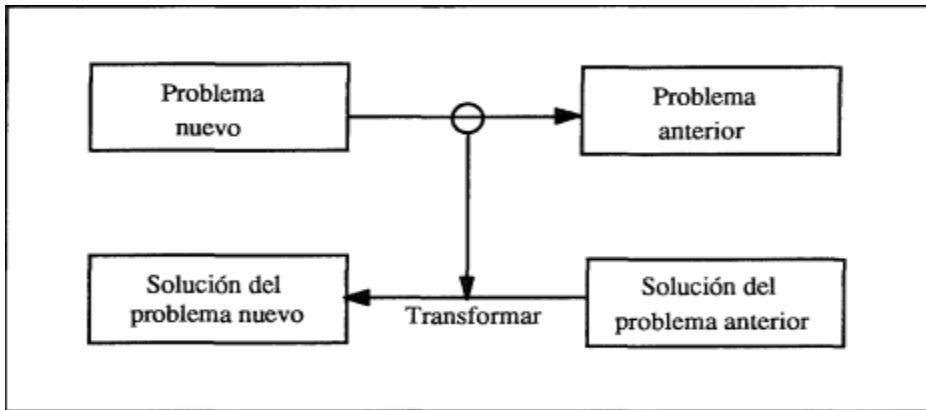 Problema
nuevo
Problema
anterior
Solución del
problema nuevo
Transformar
Solución del
problema anterior